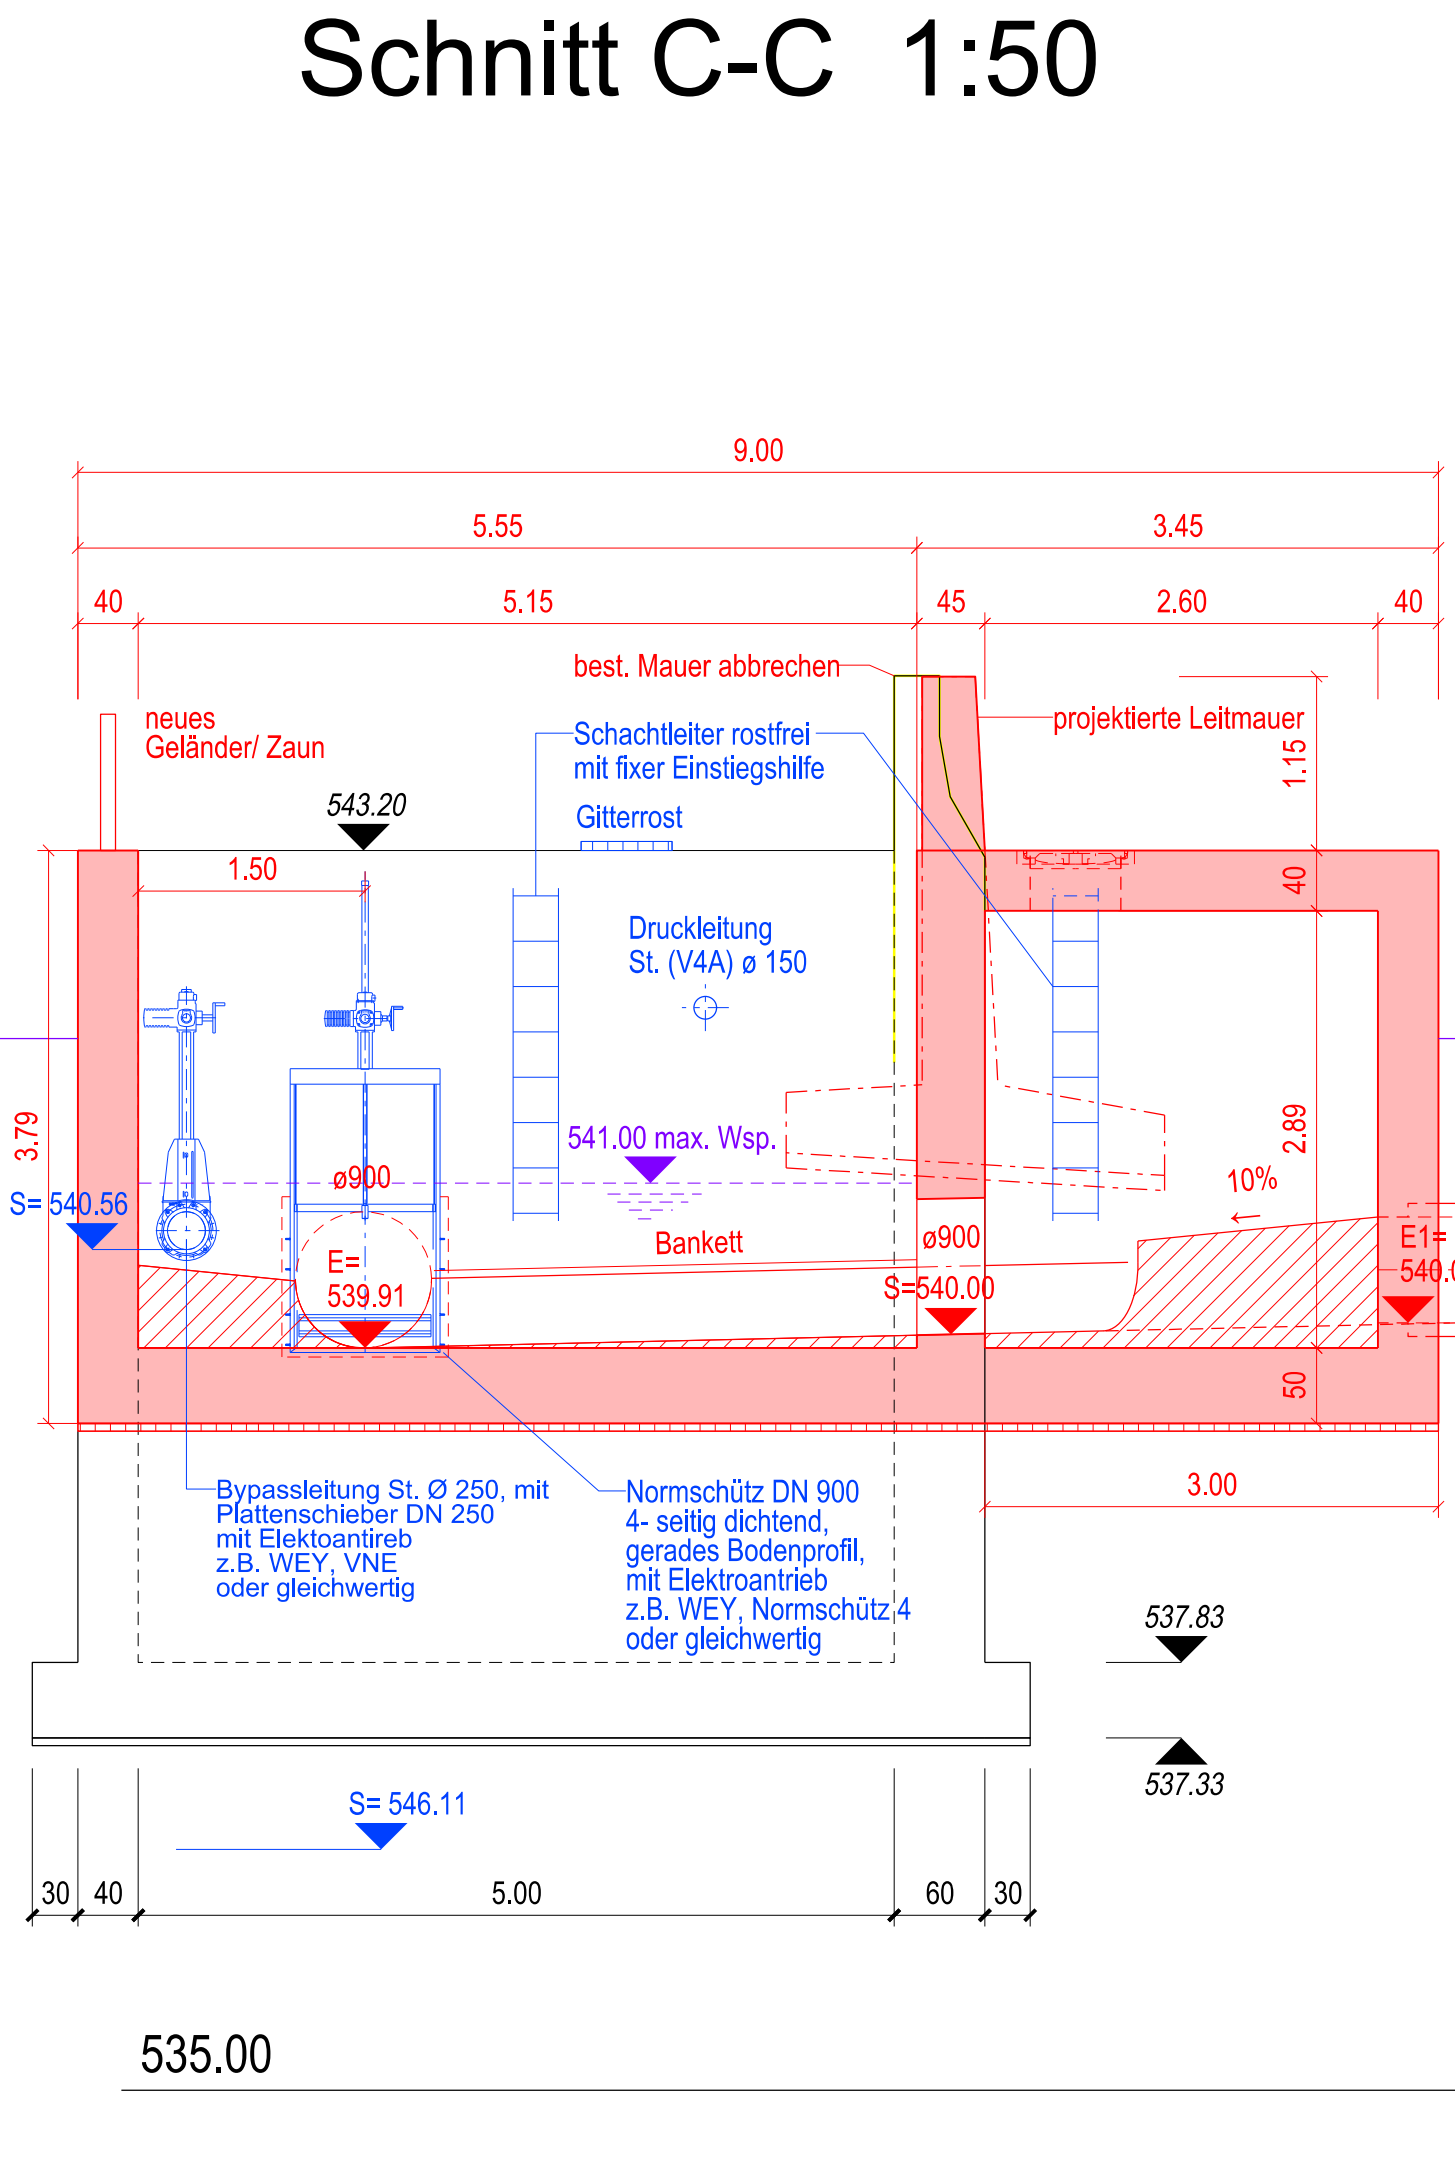 Schnitt C-C 1:50
9.00
5.55
3.45
40
5.15
45
2.60
40
best. Mauer abbrechen
neues
Geländer/ Zaun
projektierte Leitmauer
Schachtleiter rostfrei
mit fixer Einstiegshilfe
1.15
543.20
Gitterrost
1.50
40
Druckleitung
St. (V4A) ø 150
3.79
541.00 max. Wsp.
2.89
ø900
10%
S= 540.56
Bankett
ø900
E1=
E=
539.91
S=540.00
50
Bypassleitung St. Ø 250, mit
Plattenschieber DN 250
mit Elektoantireb
z.B. WEY, VNE
oder gleichwertig
Normschütz DN 900
4- seitig dichtend,
gerades Bodenprofil,
mit Elektroantrieb
z.B. WEY, Normschütz 4
oder gleichwertig
3.00
537.83
537.33
S= 546.11
30
40
5.00
60
30
535.00